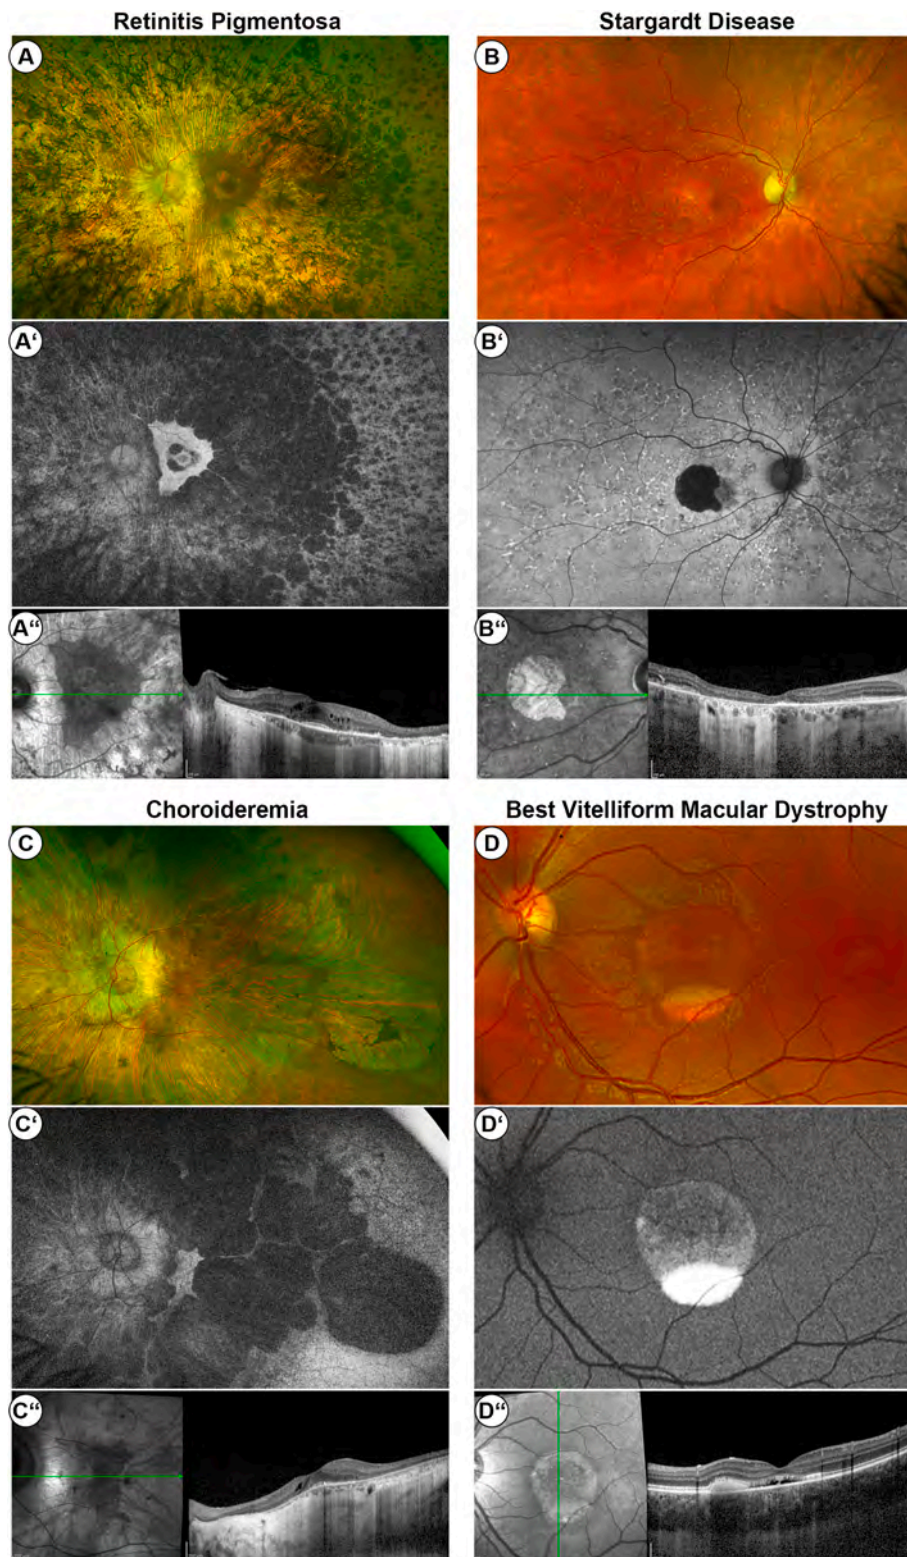 Retinitis Pigmentosa
Stargardt Disease
A
B
A‘
B‘
A“
B“
Choroideremia
Best Vitelliform Macular Dystrophy
C
D
C‘
D‘
C“
D“